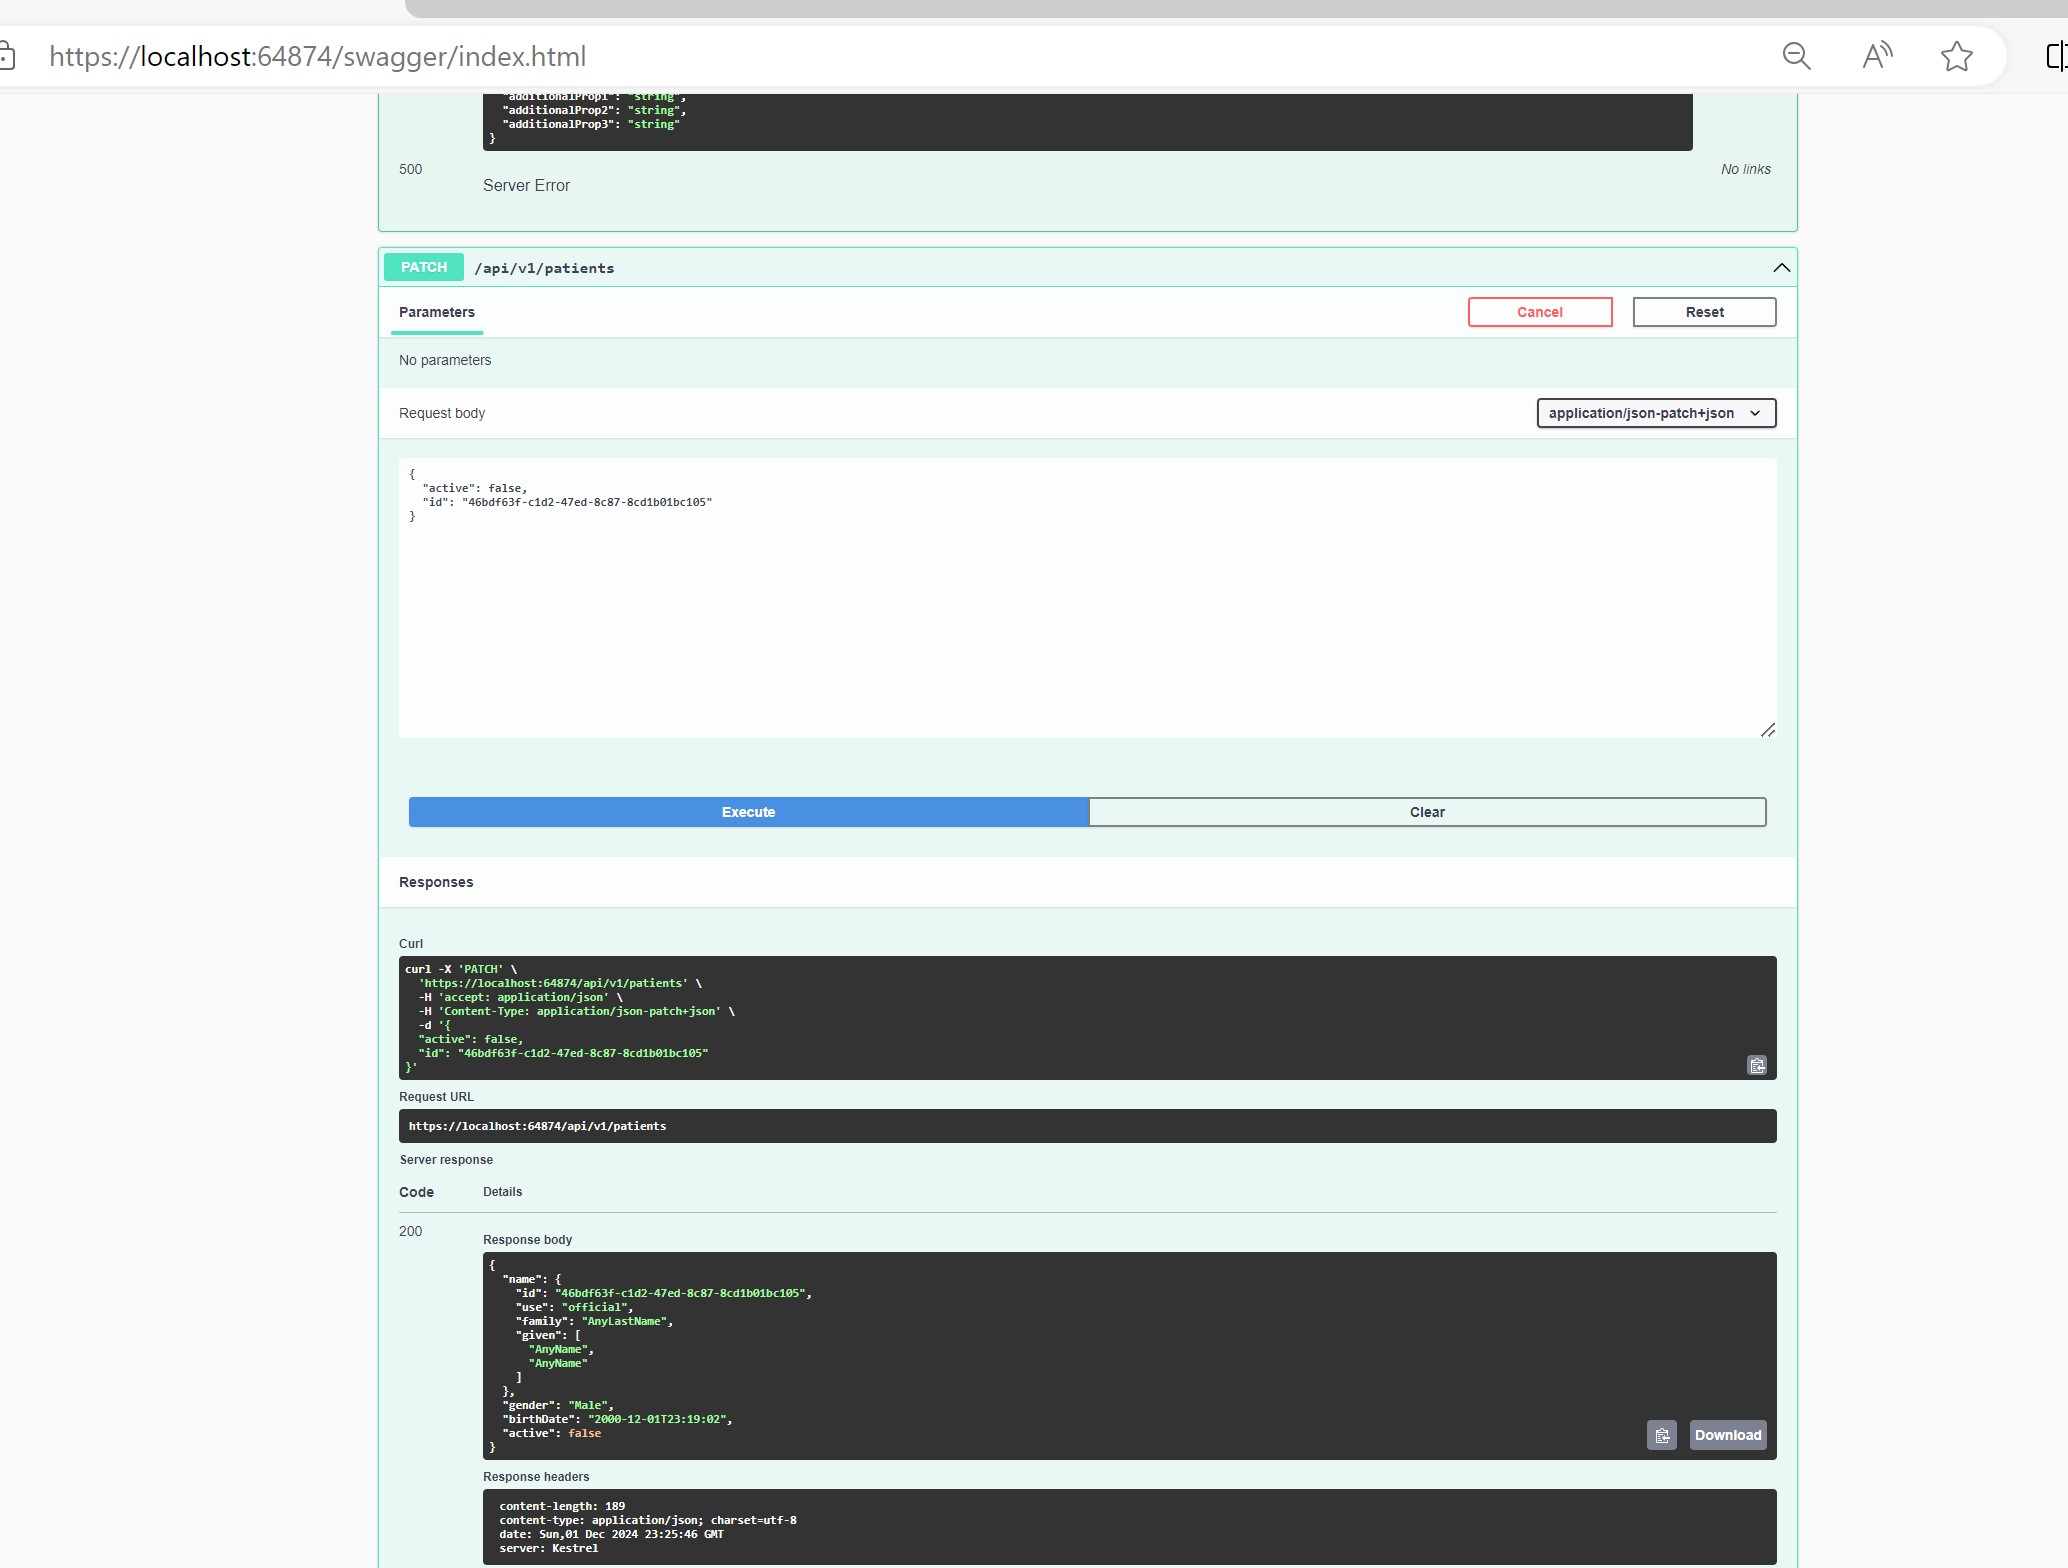 https://localhost:64874/swagger/index.html
"additionalProp1": "string",
"additionalProp2": "string",
"additionalProp3": "string"
}
500
Server Error
No links
PATCH /api/v1/patients
Parameters
Cancel
Reset
No parameters
Request body
application/json-patch+json
{
"active": false,
"id": "46bdf63f-c1d2-47ed-8c87-8cd1b01bc105"
}
Execute
Clear
Responses
Curl
curl -X 'PATCH' \
'https://localhost:64874/api/v1/patients' \
-H 'accept: application/json' \
-H 'Content-Type: application/json-patch+json' \
-d '{
"active": false,
"id": "46bdf63f-c1d2-47ed-8c87-8cd1b01bc105"
}'
Request URL
https://localhost:64874/api/v1/patients
Server response
Code Details
200
Response body
{
"name": {
"id": "46bdf63f-c1d2-47ed-8c87-8cd1b01bc105",
"use": "official",
"family": "AnyLastName",
"given": [
"AnyName",
"AnyName"
]
},
"gender": "Male",
"birthDate": "2000-12-01T23:19:02",
"active": false
}
Download
Response headers
content-length: 189
content-type: application/json; charset=utf-8
date: Sun,01 Dec 2024 23:25:46 GMT
server: Kestrel